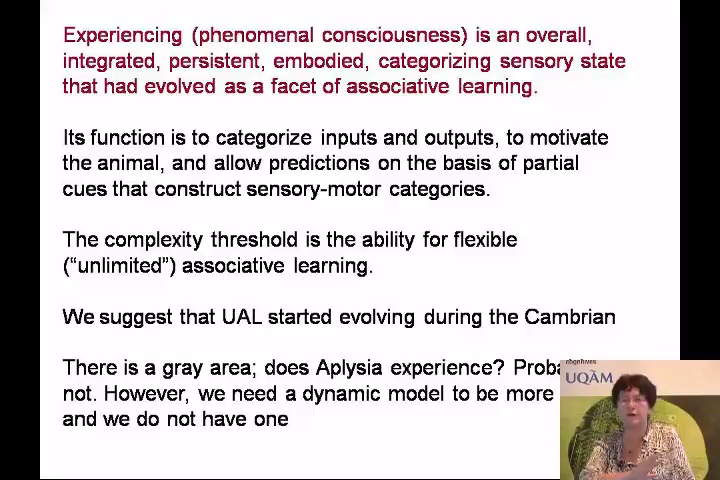 Experiencing (phenomenal consciousness) is an overall,
integrated, persistent, embodied, categorizing sensory state
that had evolved as a facet of associative learning.
Its function is to categorize inputs and outputs, to motivate
the animal, and allow predictions on the basis of partial
cues that construct sensory-motor categories.
The complexity threshold is the ability for flexible
(“unlimited”) associative learning.
We suggest that UAL started evolving during the Cambrian
There is a gray area; does Aplysia experience? Proba
not. However, we need a dynamic model to be more
and we do not have one
cognitives
UQÀM